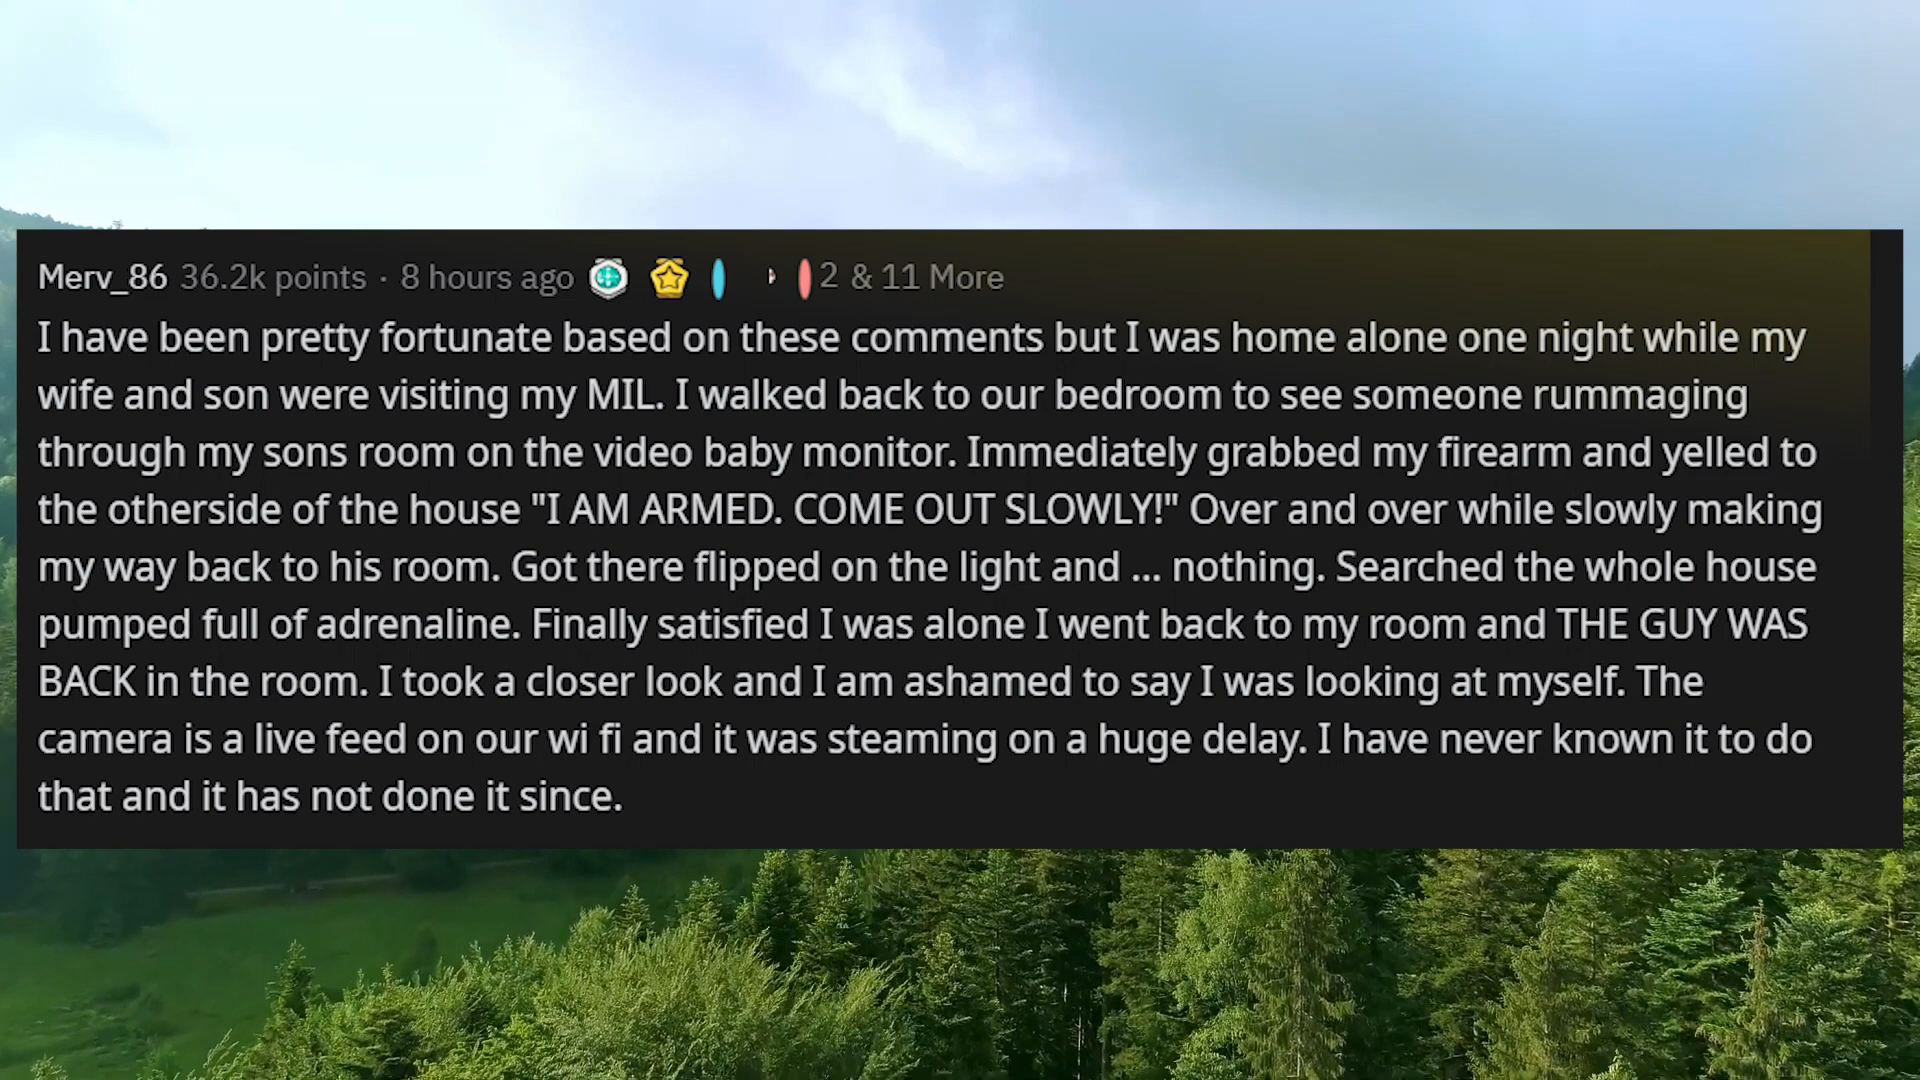 Merv_86 36.2k points · 8 hours ago 2 & 11 More
I have been pretty fortunate based on these comments but I was home alone one night while my
wife and son were visiting my MIL. I walked back to our bedroom to see someone rummaging
through my sons room on the video baby monitor. Immediately grabbed my firearm and yelled to
the otherside of the house "I AM ARMED. COME OUT SLOWLY!" Over and over while slowly making
my way back to his room. Got there flipped on the light and ... nothing. Searched the whole house
pumped full of adrenaline. Finally satisfied I was alone I went back to my room and THE GUY WAS
BACK in the room. I took a closer look and I am ashamed to say I was looking at myself. The
camera is a live feed on our wi fi and it was steaming on a huge delay. I have never known it to do
that and it has not done it since.